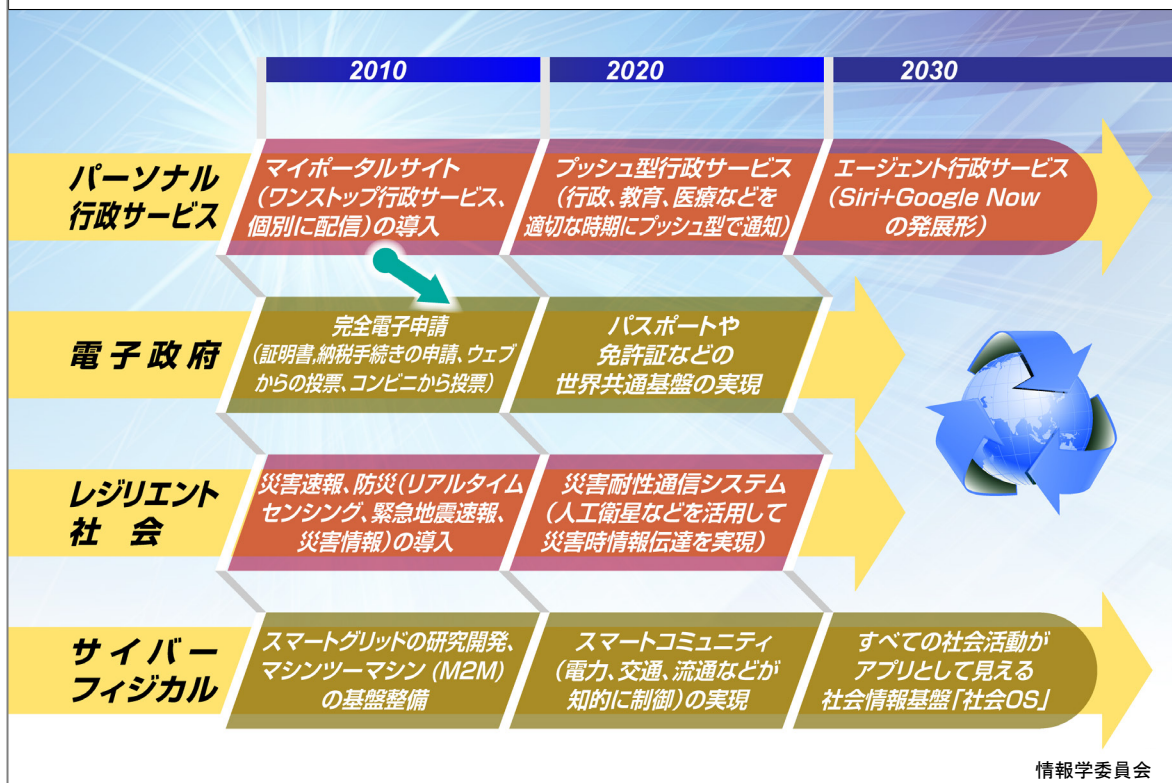 2010
2020
2030
パーソナル
行政サービス
マイポータルサイト
(ワンストップ行政サービス、
個別に配信)の導入
プッシュ型行政サービス
(行政、教育、医療などを
適切な時期にプッシュ型で通知)
エージェント行政サービス
(Siri+Google Now
の発展形)
電子政府
完全電子申請
(証明書,納税手続きの申請、ウェブ
からの投票、コンビニから投票)
パスポートや
免許証などの
世界共通基盤の実現
レジリエント
社会
災害速報、防災(リアルタイム
センシング、緊急地震速報、
災害情報)の導入
災害耐性通信システム
(人工衛星などを活用して
災害時情報伝達を実現)
サイバー
フィジカル
スマートグリッドの研究開発、
マシンツーマシン (M2M)
の基盤整備
スマートコミュニティ
(電力、交通、流通などが
知的に制御)の実現
すべての社会活動が
アプリとして見える
社会情報基盤「社会OS」
情報学委員会